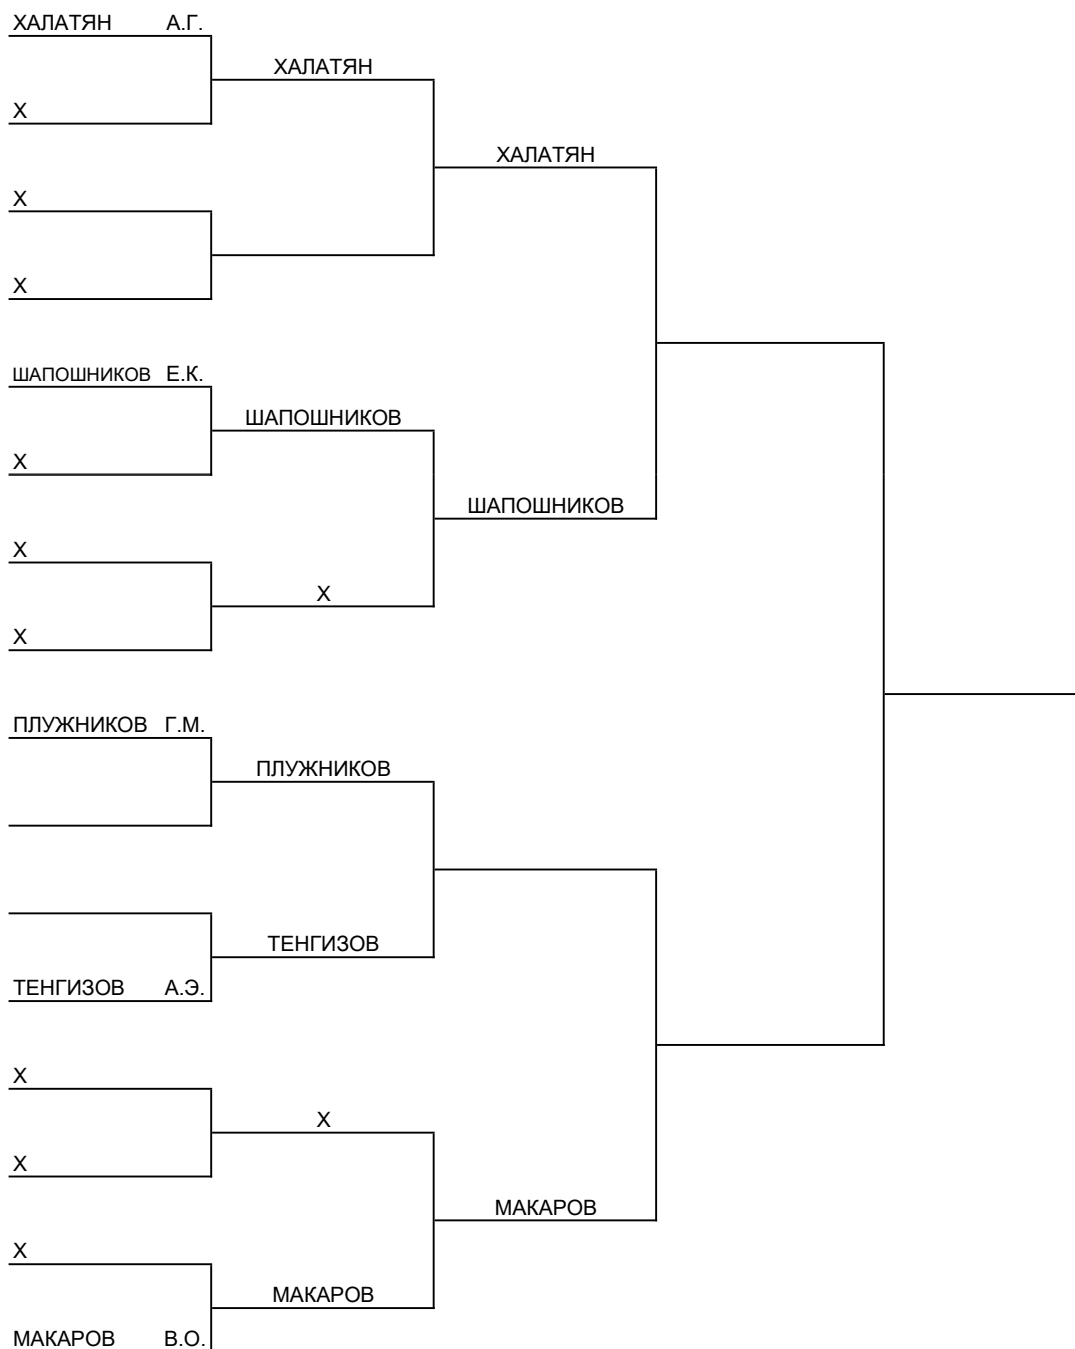 ХАЛАТЯН А.Г.
ХАЛАТЯН
Х
ХАЛАТЯН
Х
Х
ШАПОШНИКОВ Е.К.
ШАПОШНИКОВ
Х
ШАПОШНИКОВ
Х
Х
Х
ПЛУЖНИКОВ Г.М.
ПЛУЖНИКОВ
ТЕНГИЗОВ
ТЕНГИЗОВ А.Э.
Х
Х
Х
МАКАРОВ
Х
МАКАРОВ
МАКАРОВ В.О.